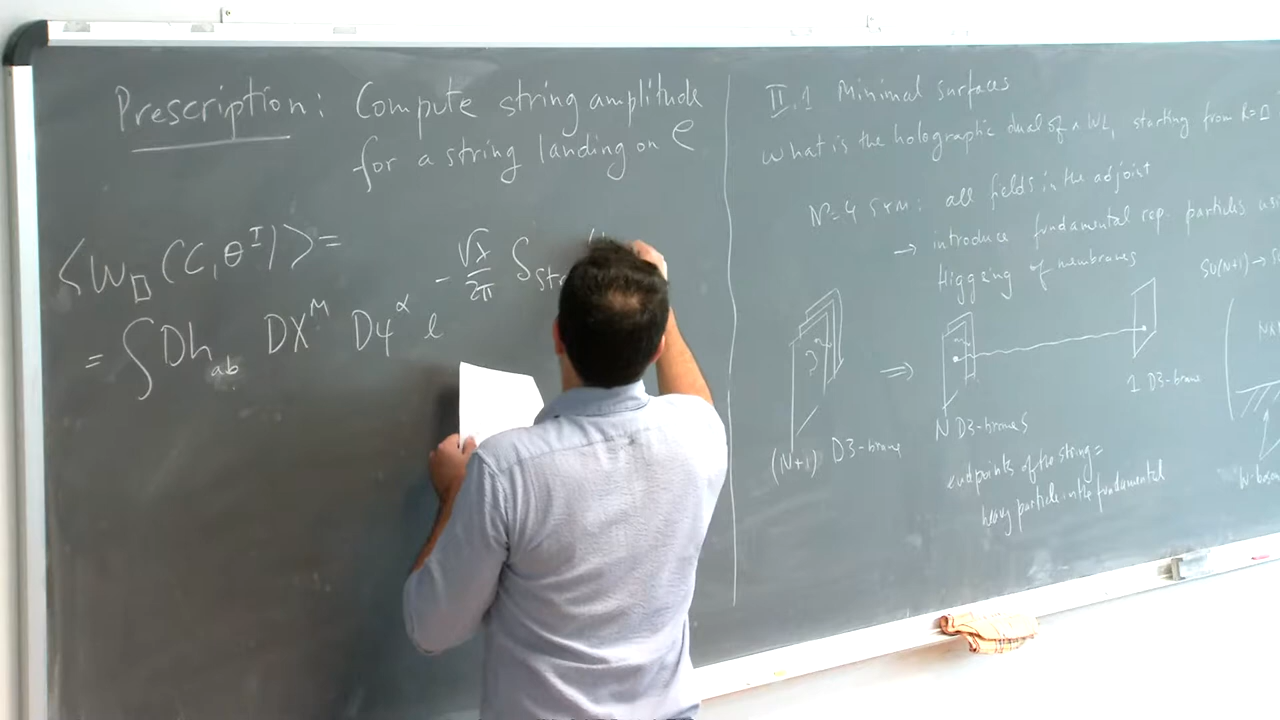 Prescription: Compute string amplitude
for a string landing on C
<W□(C,θ^I)>=
= ∫Dh_ab DX^M Dψ^α e^{-√λ/2π S_str
II.1 Minimal surfaces
What is the holographic dual of a WL, starting from
N=4 SYM: all fields in the adjoint
→ introduce fundamental rep. particles
Higgsing of membranes
SU(N+1) →
⇒
1 D3-brane
(N+1) D3-brane
N D3-branes
endpoints of the string =
heavy particle in the fundamental
W-boson